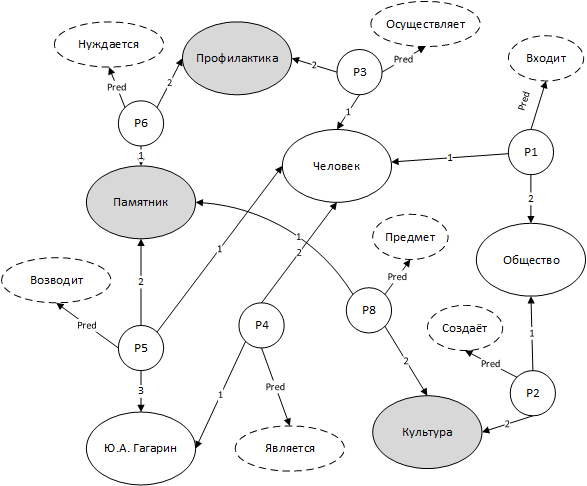 Осуществляет
Нуждается
Профилактика
Входит
P3
2
Pred
Pred
2
1
Pred
P6
1
P1
1
Человек
2
Памятник
1
1
2
Предмет
Общество
Возводит
2
Pred
P8
Pred
P4
Создаёт
1
P5
2
Pred
3
1
Pred
P2
2
Ю.А. Гагарин
Является
Культура